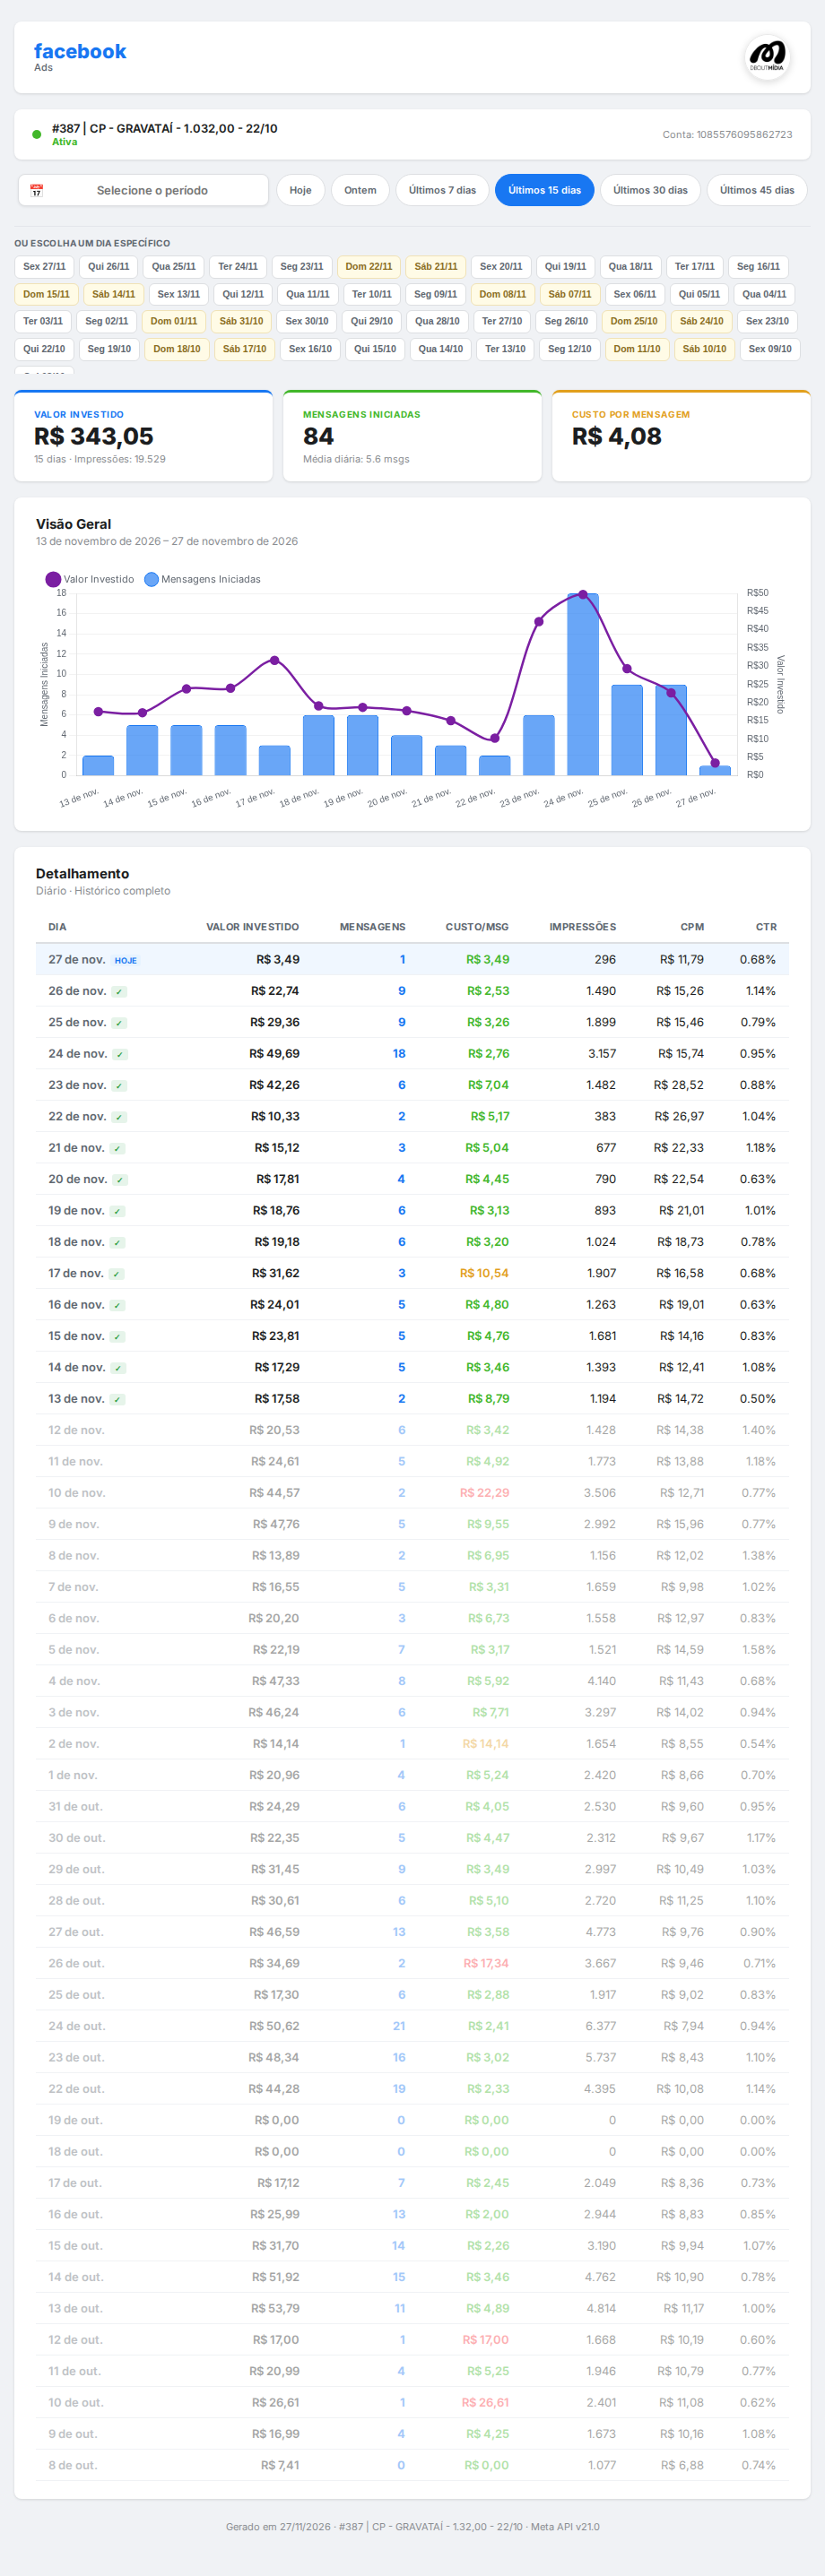 facebook
Ads
ABOUTMÍDIA
#387 | CP - GRAVATAÍ - 1.032,00 - 22/10
Ativa
Conta: 1085576095862723
Selecione o período Hoje Ontem Últimos 7 dias Últimos 15 dias Últimos 30 dias Últimos 45 dias
OU ESCOLHA UM DIA ESPECÍFICO
Sex 27/11 Qui 26/11 Qua 25/11 Ter 24/11 Seg 23/11 Dom 22/11 Sáb 21/11 Sex 20/11 Qui 19/11 Qua 18/11 Ter 17/11 Seg 16/11
Dom 15/11 Sáb 14/11 Sex 13/11 Qui 12/11 Qua 11/11 Ter 10/11 Seg 09/11 Dom 08/11 Sáb 07/11 Sex 06/11 Qui 05/11 Qua 04/11
Ter 03/11 Seg 02/11 Dom 01/11 Sáb 31/10 Sex 30/10 Qui 29/10 Qua 28/10 Ter 27/10 Seg 26/10 Dom 25/10 Sáb 24/10 Sex 23/10
Qui 22/10 Seg 19/10 Dom 18/10 Sáb 17/10 Sex 16/10 Qui 15/10 Qua 14/10 Ter 13/10 Seg 12/10 Dom 11/10 Sáb 10/10 Sex 09/10
VALOR INVESTIDO
R$ 343,05
15 dias · Impressões: 19.529
MENSAGENS INICIADAS
84
Média diária: 5.6 msgs
CUSTO POR MENSAGEM
R$ 4,08
Visão Geral
13 de novembro de 2026 – 27 de novembro de 2026
Valor Investido Mensagens Iniciadas
Mensagens Iniciadas
18
16
14
12
10
8
6
4
2
0
R$50
R$45
R$40
R$35
R$30
R$25
R$20
R$15
R$10
R$5
R$0
Valor Investido
13 de nov. 14 de nov. 15 de nov. 16 de nov. 17 de nov. 18 de nov. 19 de nov. 20 de nov. 21 de nov. 22 de nov. 23 de nov. 24 de nov. 25 de nov. 26 de nov. 27 de nov.
Detalhamento
Diário · Histórico completo
DIA VALOR INVESTIDO MENSAGENS CUSTO/MSG IMPRESSÕES CPM CTR
27 de nov. HOJE R$ 3,49 1 R$ 3,49 296 R$ 11,79 0.68%
26 de nov. ✓ R$ 22,74 9 R$ 2,53 1.490 R$ 15,26 1.14%
25 de nov. ✓ R$ 29,36 9 R$ 3,26 1.899 R$ 15,46 0.79%
24 de nov. ✓ R$ 49,69 18 R$ 2,76 3.157 R$ 15,74 0.95%
23 de nov. ✓ R$ 42,26 6 R$ 7,04 1.482 R$ 28,52 0.88%
22 de nov. ✓ R$ 10,33 2 R$ 5,17 383 R$ 26,97 1.04%
21 de nov. ✓ R$ 15,12 3 R$ 5,04 677 R$ 22,33 1.18%
20 de nov. ✓ R$ 17,81 4 R$ 4,45 790 R$ 22,54 0.63%
19 de nov. ✓ R$ 18,76 6 R$ 3,13 893 R$ 21,01 1.01%
18 de nov. ✓ R$ 19,18 6 R$ 3,20 1.024 R$ 18,73 0.78%
17 de nov. ✓ R$ 31,62 3 R$ 10,54 1.907 R$ 16,58 0.68%
16 de nov. ✓ R$ 24,01 5 R$ 4,80 1.263 R$ 19,01 0.63%
15 de nov. ✓ R$ 23,81 5 R$ 4,76 1.681 R$ 14,16 0.83%
14 de nov. ✓ R$ 17,29 5 R$ 3,46 1.393 R$ 12,41 1.08%
13 de nov. ✓ R$ 17,58 2 R$ 8,79 1.194 R$ 14,72 0.50%
12 de nov. R$ 20,53 6 R$ 3,42 1.428 R$ 14,38 1.40%
11 de nov. R$ 24,61 5 R$ 4,92 1.773 R$ 13,88 1.18%
10 de nov. R$ 44,57 2 R$ 22,29 3.506 R$ 12,71 0.77%
9 de nov. R$ 47,76 5 R$ 9,55 2.992 R$ 15,96 0.77%
8 de nov. R$ 13,89 2 R$ 6,95 1.156 R$ 12,02 1.38%
7 de nov. R$ 16,55 5 R$ 3,31 1.659 R$ 9,98 1.02%
6 de nov. R$ 20,20 3 R$ 6,73 1.558 R$ 12,97 0.83%
5 de nov. R$ 22,19 7 R$ 3,17 1.521 R$ 14,59 1.58%
4 de nov. R$ 47,33 8 R$ 5,92 4.140 R$ 11,43 0.68%
3 de nov. R$ 46,24 6 R$ 7,71 3.297 R$ 14,02 0.94%
2 de nov. R$ 14,14 1 R$ 14,14 1.654 R$ 8,55 0.54%
1 de nov. R$ 20,96 4 R$ 5,24 2.420 R$ 8,66 0.70%
31 de out. R$ 24,29 6 R$ 4,05 2.530 R$ 9,60 0.95%
30 de out. R$ 22,35 5 R$ 4,47 2.312 R$ 9,67 1.17%
29 de out. R$ 31,45 9 R$ 3,49 2.997 R$ 10,49 1.03%
28 de out. R$ 30,61 6 R$ 5,10 2.720 R$ 11,25 1.10%
27 de out. R$ 46,59 13 R$ 3,58 4.773 R$ 9,76 0.90%
26 de out. R$ 34,69 2 R$ 17,34 3.667 R$ 9,46 0.71%
25 de out. R$ 17,30 6 R$ 2,88 1.917 R$ 9,02 0.83%
24 de out. R$ 50,62 21 R$ 2,41 6.377 R$ 7,94 0.94%
23 de out. R$ 48,34 16 R$ 3,02 5.737 R$ 8,43 1.10%
22 de out. R$ 44,28 19 R$ 2,33 4.395 R$ 10,08 1.14%
19 de out. R$ 0,00 0 R$ 0,00 0 R$ 0,00 0.00%
18 de out. R$ 0,00 0 R$ 0,00 0 R$ 0,00 0.00%
17 de out. R$ 17,12 7 R$ 2,45 2.049 R$ 8,36 0.73%
16 de out. R$ 25,99 13 R$ 2,00 2.944 R$ 8,83 0.85%
15 de out. R$ 31,70 14 R$ 2,26 3.190 R$ 9,94 1.07%
14 de out. R$ 51,92 15 R$ 3,46 4.762 R$ 10,90 0.78%
13 de out. R$ 53,79 11 R$ 4,89 4.814 R$ 11,17 1.00%
12 de out. R$ 17,00 1 R$ 17,00 1.668 R$ 10,19 0.60%
11 de out. R$ 20,99 4 R$ 5,25 1.946 R$ 10,79 0.77%
10 de out. R$ 26,61 1 R$ 26,61 2.401 R$ 11,08 0.62%
9 de out. R$ 16,99 4 R$ 4,25 1.673 R$ 10,16 1.08%
8 de out. R$ 7,41 0 R$ 0,00 1.077 R$ 6,88 0.74%
Gerado em 27/11/2026 · #387 | CP - GRAVATAÍ - 1.32,00 - 22/10 · Meta API v21.0